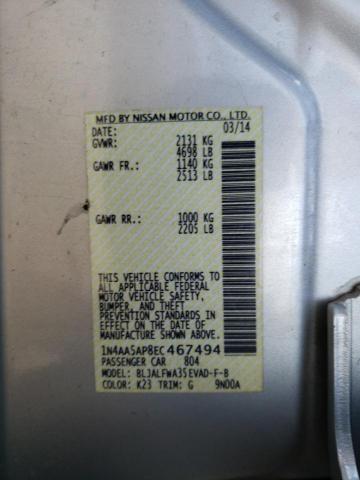 MFD BY NISSAN MOTOR CO., LTD.
DATE: 03/14
GVWR: 2131 KG
4698 LB
GAWR FR.: 1140 KG
2513 LB
GAWR RR.: 1000 KG
2205 LB
THIS VEHICLE CONFORMS TO
ALL APPLICABLE FEDERAL
MOTOR VEHICLE SAFETY,
BUMPER, AND THEFT
PREVENTION STANDARDS IN
EFFECT ON THE DATE OF
MANUFACTURE SHOWN ABOVE.
1N4AA5AP8EC467494
PASSENGER CAR 804
MODEL: BLJALFWA35EVAD-F-B
COLOR: K23 TRIM: G 9N00A